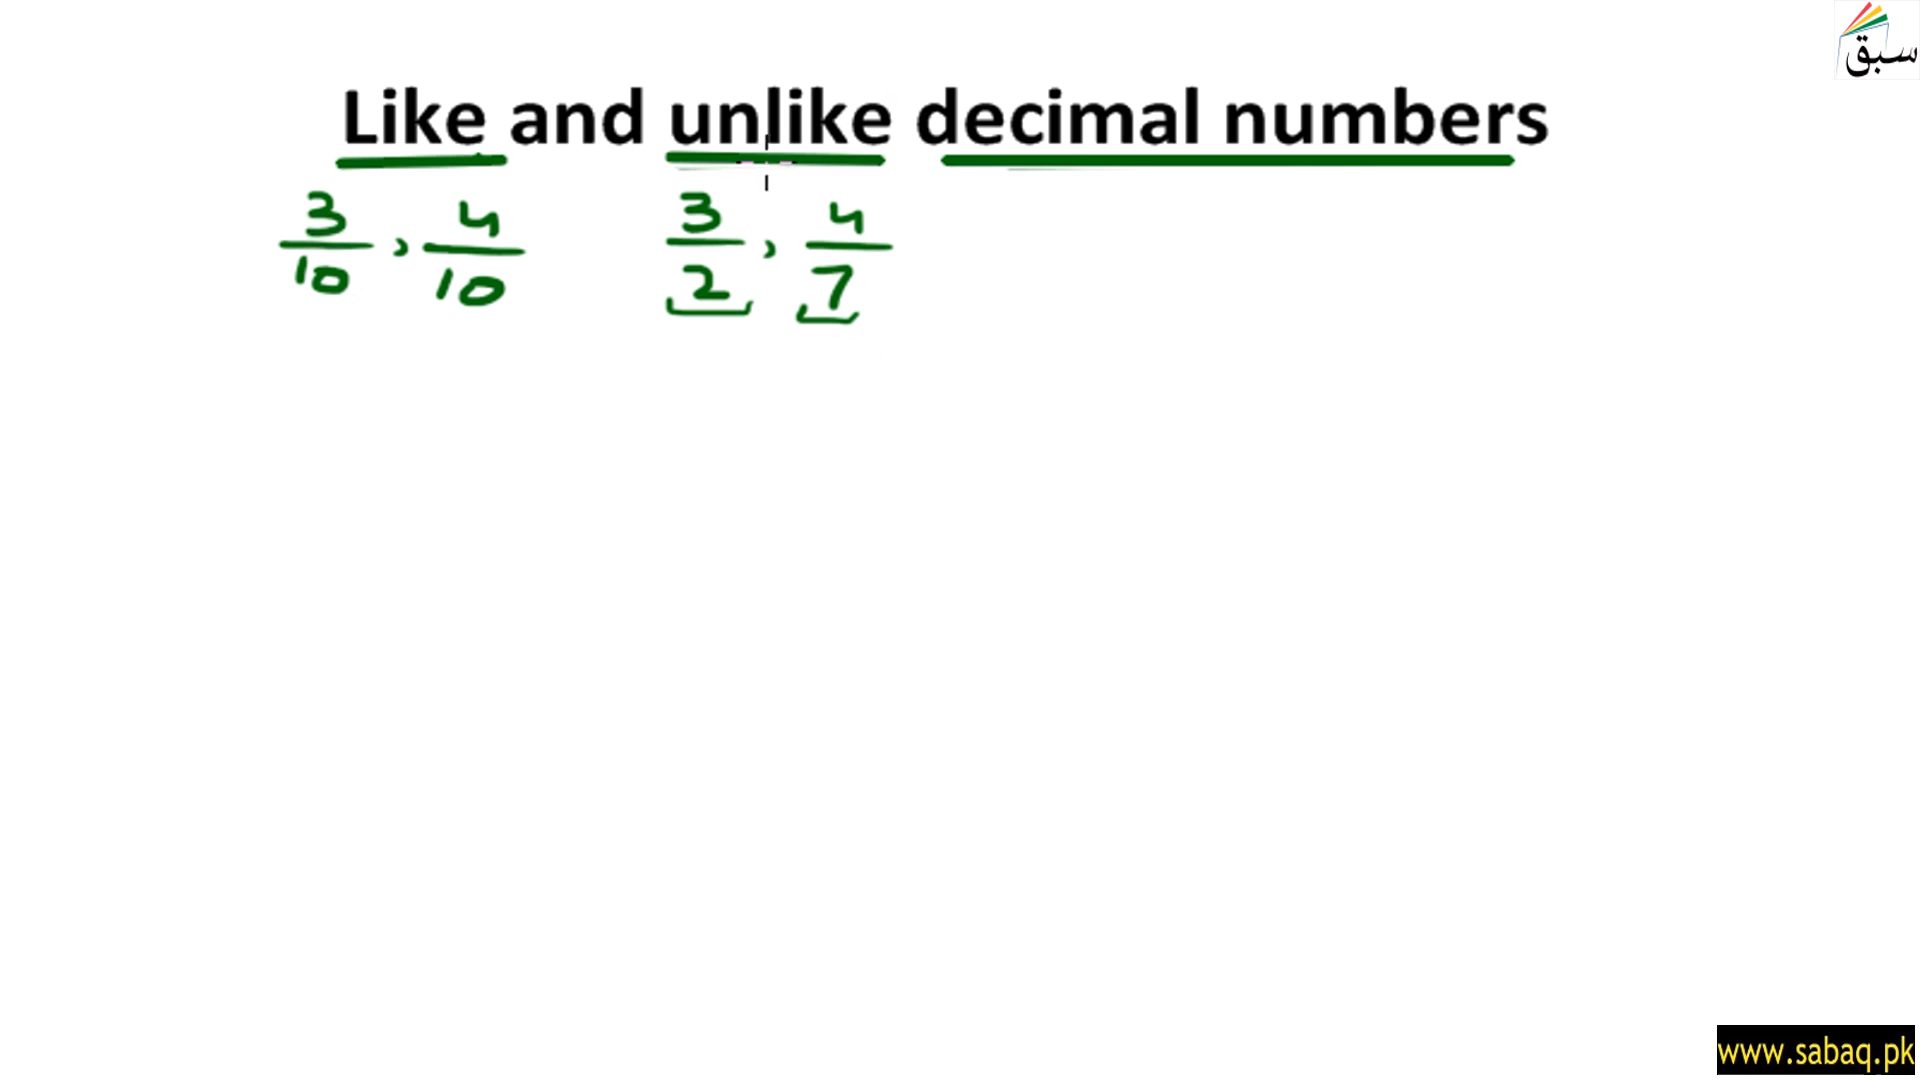 سبق
Like and unlike decimal numbers
3/10 , 4/10 3/2 , 4/7
www.sabaq.pk